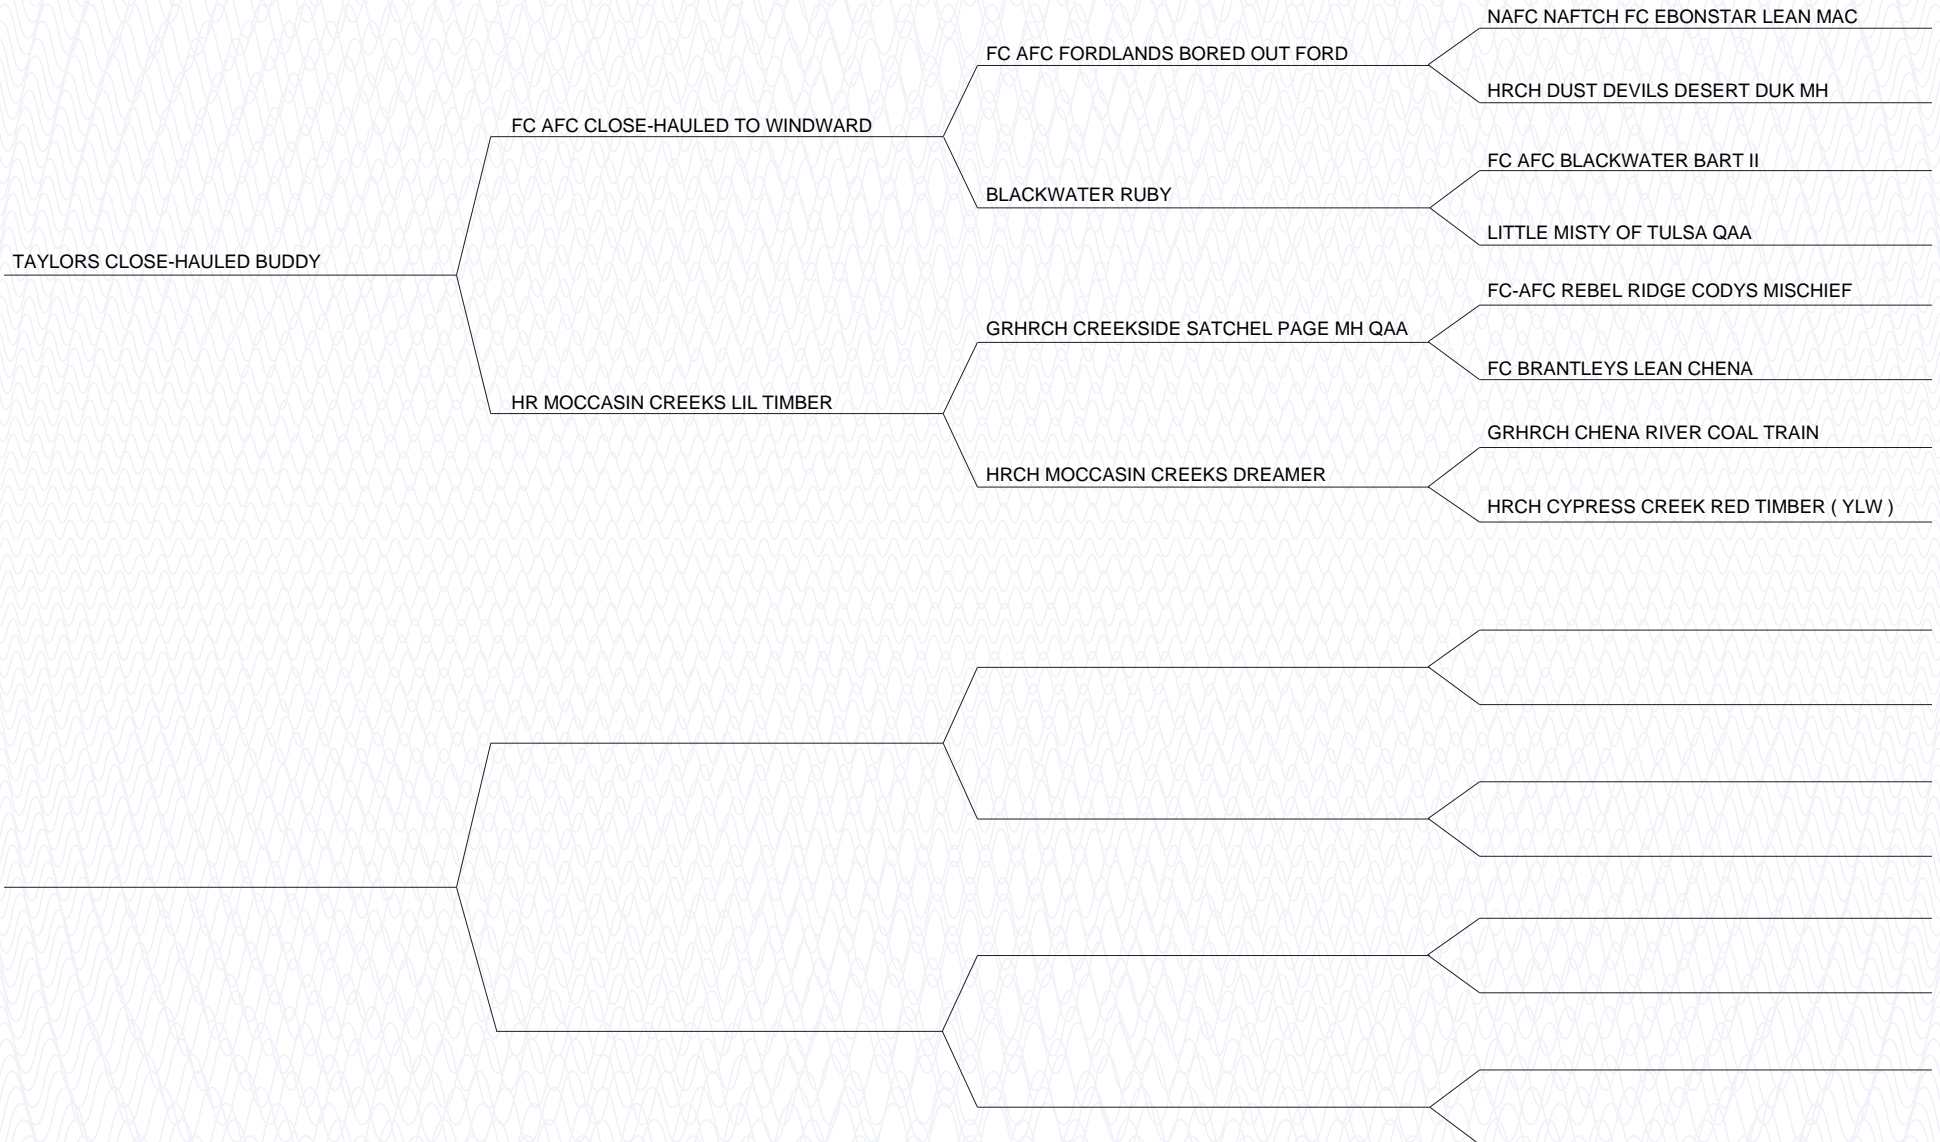 NAFC NAFTCH FC EBONSTAR LEAN MAC
FC AFC FORDLANDS BORED OUT FORD
HRCH DUST DEVILS DESERT DUK MH
FC AFC CLOSE-HAULED TO WINDWARD
FC AFC BLACKWATER BART II
BLACKWATER RUBY
LITTLE MISTY OF TULSA QAA
TAYLORS CLOSE-HAULED BUDDY
FC-AFC REBEL RIDGE CODYS MISCHIEF
GRHRCH CREEKSIDE SATCHEL PAGE MH QAA
FC BRANTLEYS LEAN CHENA
HR MOCCASIN CREEKS LIL TIMBER
GRHRCH CHENA RIVER COAL TRAIN
HRCH MOCCASIN CREEKS DREAMER
HRCH CYPRESS CREEK RED TIMBER ( YLW )